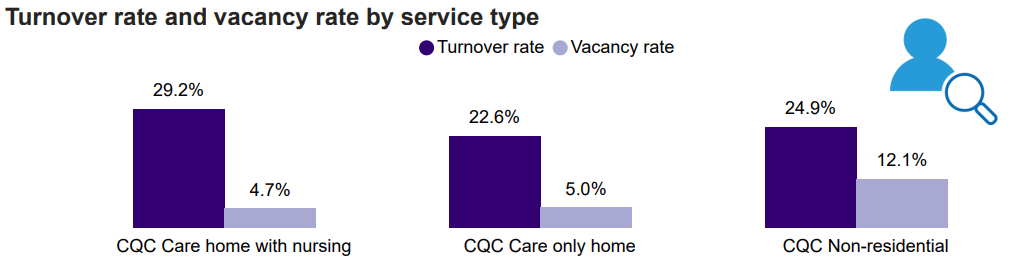 Turnover rate and vacancy rate by service type
Turnover rate Vacancy rate
29.2%
4.7%
22.6%
5.0%
24.9%
12.1%
CQC Care home with nursing
CQC Care only home
CQC Non-residential